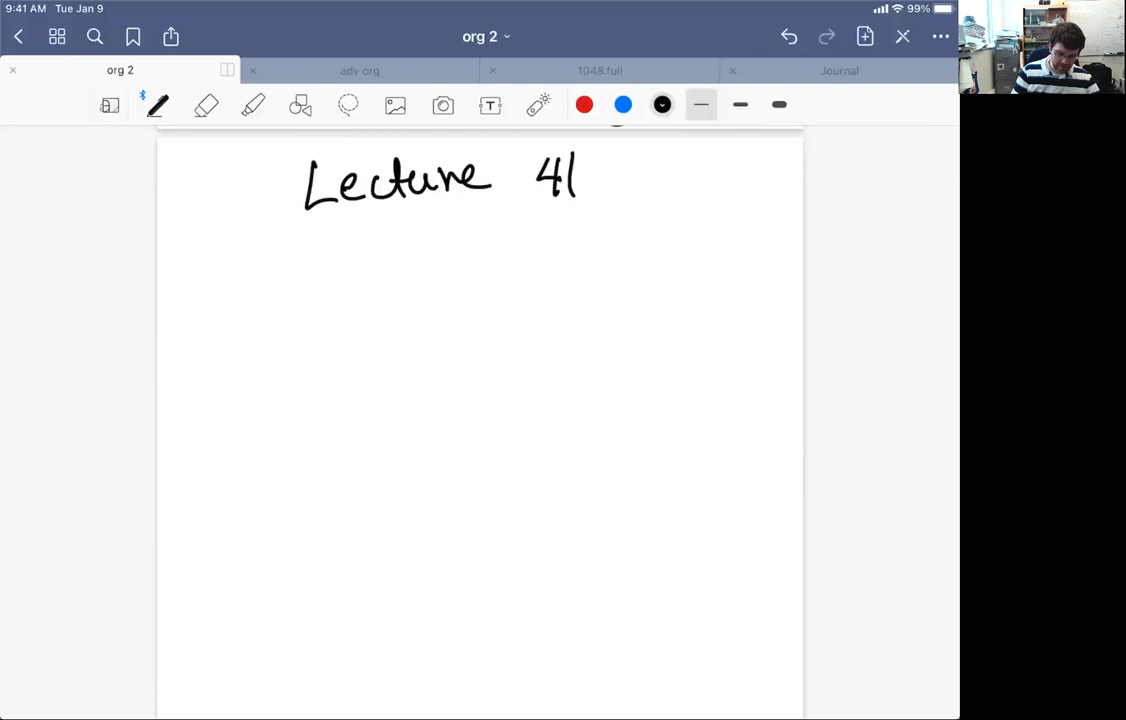 9:41 AM Tue Jan 9
99%
org 2
org 2
adv org
1048.full
Journal
T
Lecture 41